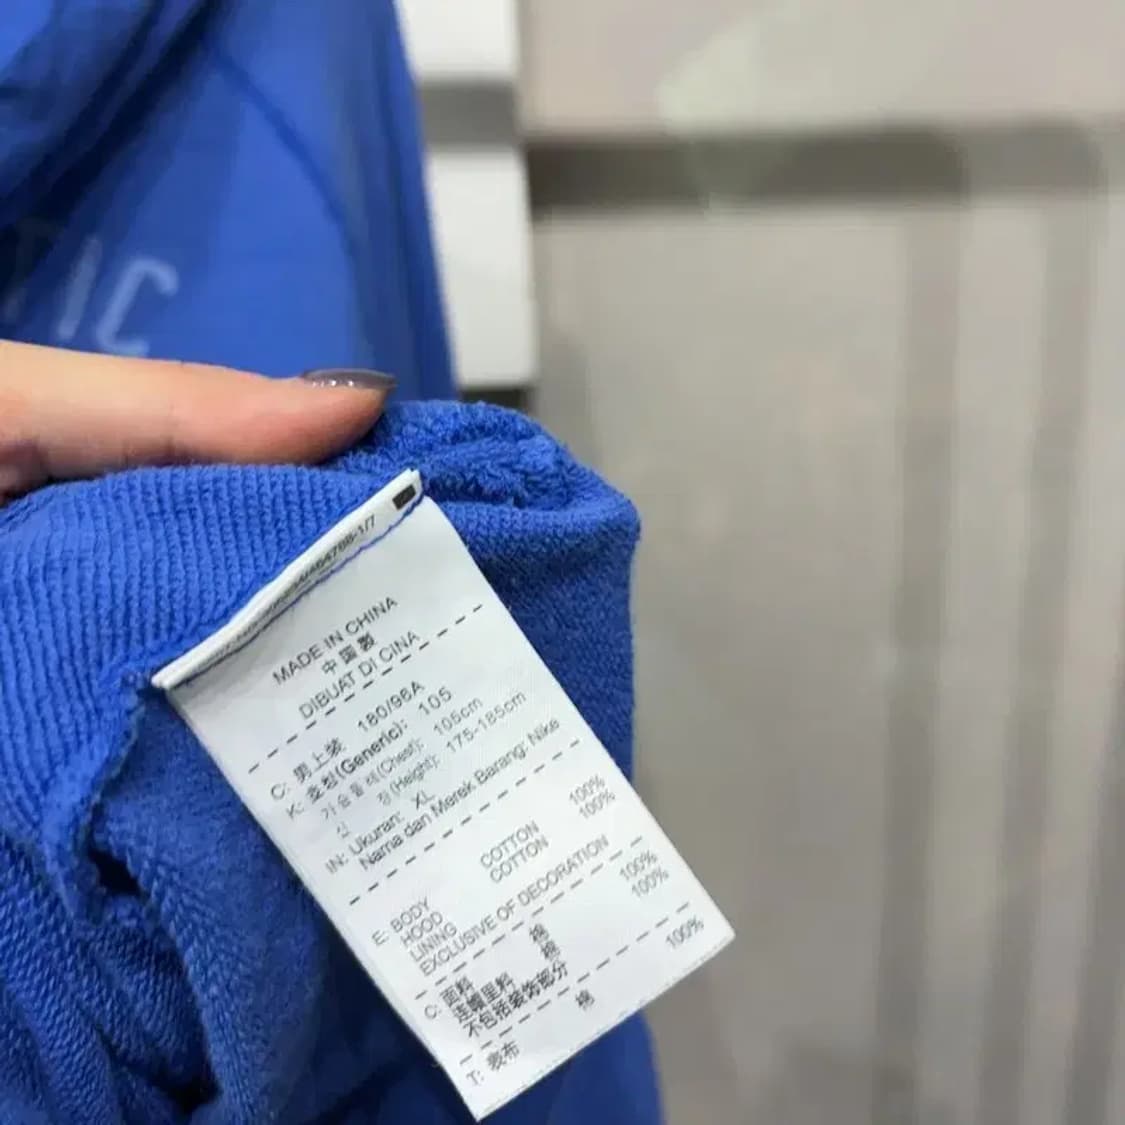 TIC
MADE IN CHINA
中国製
DIBUAT DI CINA
C: 男上装 180/96A
K: 호칭(Generic): 105
가슴둘레(Chest): 105cm
신 장(Height): 175-185cm
IN: Ukuran: XL
Nama dan Merek Barang: Nike
E: BODY COTTON 100%
HOOD COTTON 100%
LINING
EXCLUSIVE OF DECORATION
C: 面料 棉 100%
连帽里料 棉 100%
不包括装饰部分
T: 表布 棉 100%